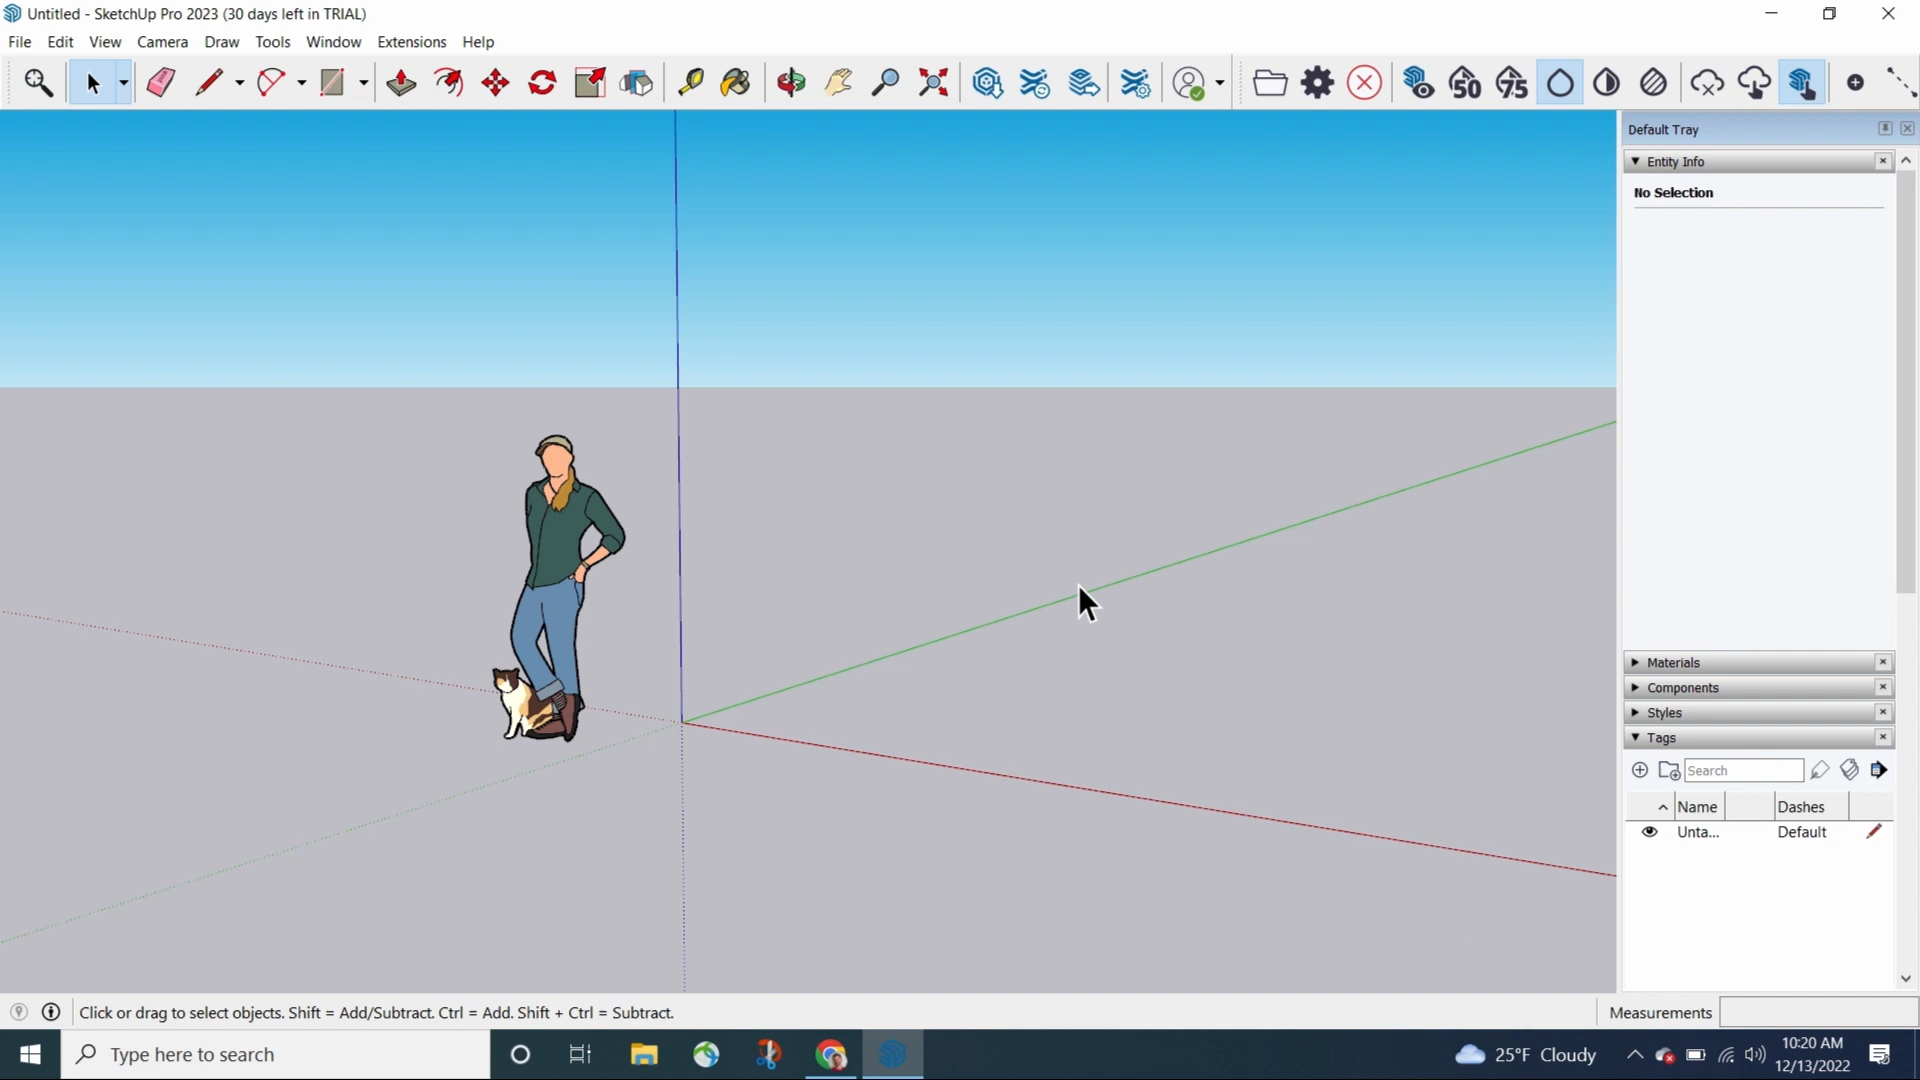 Untitled - SketchUp Pro 2023 (30 days left in TRIAL)
File Edit View Camera Draw Tools Window Extensions Help
50 75
Default Tray
Entity Info
No Selection
Materials
Components
Styles
Tags
Search
Name Dashes
Unta... Default
Click or drag to select objects. Shift = Add/Subtract. Ctrl = Add. Shift + Ctrl = Subtract.
Measurements
Type here to search
25°F Cloudy
10:20 AM
12/13/2022